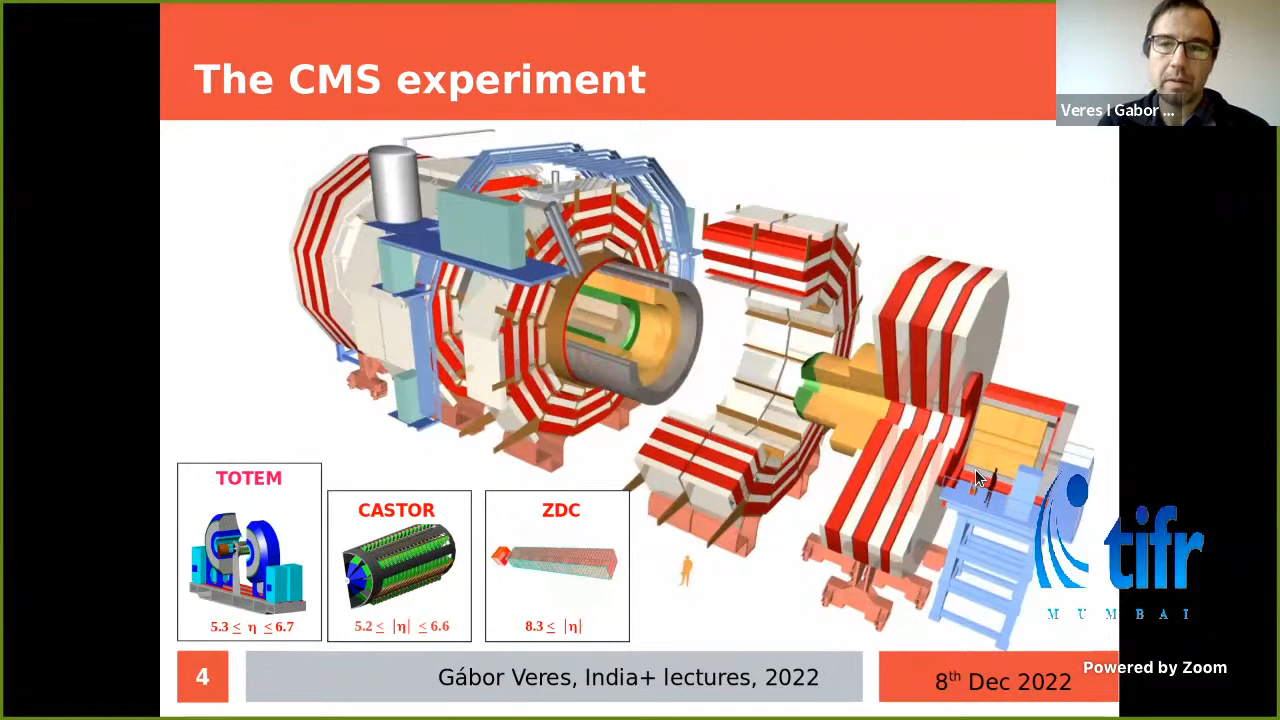 The CMS experiment
Veres I Gabor ...
TOTEM
5.3 ≤ η ≤ 6.7
CASTOR
5.2 ≤ |η| ≤ 6.6
ZDC
8.3 ≤ |η|
tifr
MUMBAI
4
Gábor Veres, India+ lectures, 2022
8th Dec 2022
Powered by Zoom